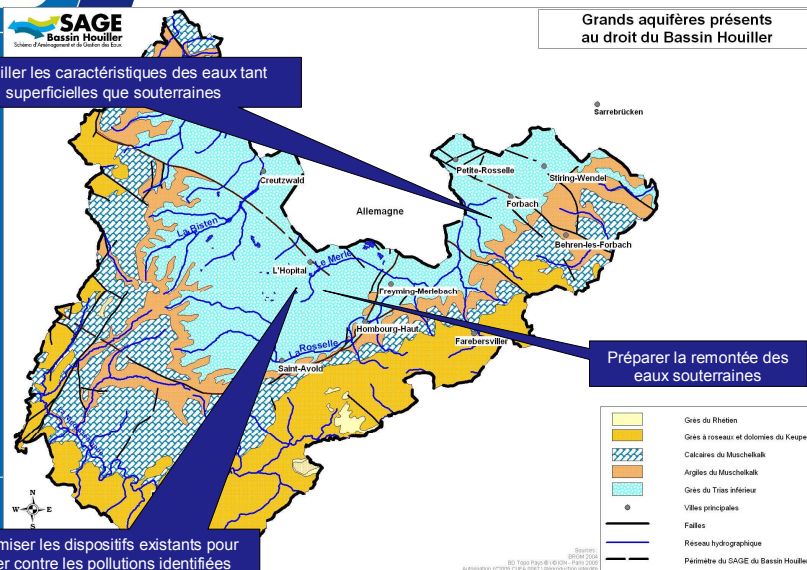 SAGE
Bassin Houiller
Schéma d'Aménagement et de Gestion des Eaux
Grands aquifères présents
au droit du Bassin Houiller
iller les caractéristiques des eaux tant
superficielles que souterraines
Sarrebrücken
Petite-Rosselle
Stiring-Wendel
Creutzwald
Forbach
Allemagne
La Bisten
Behren-les-Forbach
Le Merle
L'Hopital
Freyming-Merlebach
Hombourg-Haut
Farebersviller
La Rosselle
Saint-Avold
Préparer la remontée des
eaux souterraines
Grès du Rhétien
Grès à roseaux et dolomies du Keupe
Calcaires du Muschelkalk
Argiles du Muschelkalk
Grès du Trias inférieur
Villes principales
Failles
Réseau hydrographique
Périmètre du SAGE du Bassin Houiller
N
W E
S
miser les dispositifs existants pour
er contre les pollutions identifiées
Sources:
BRGM 2004